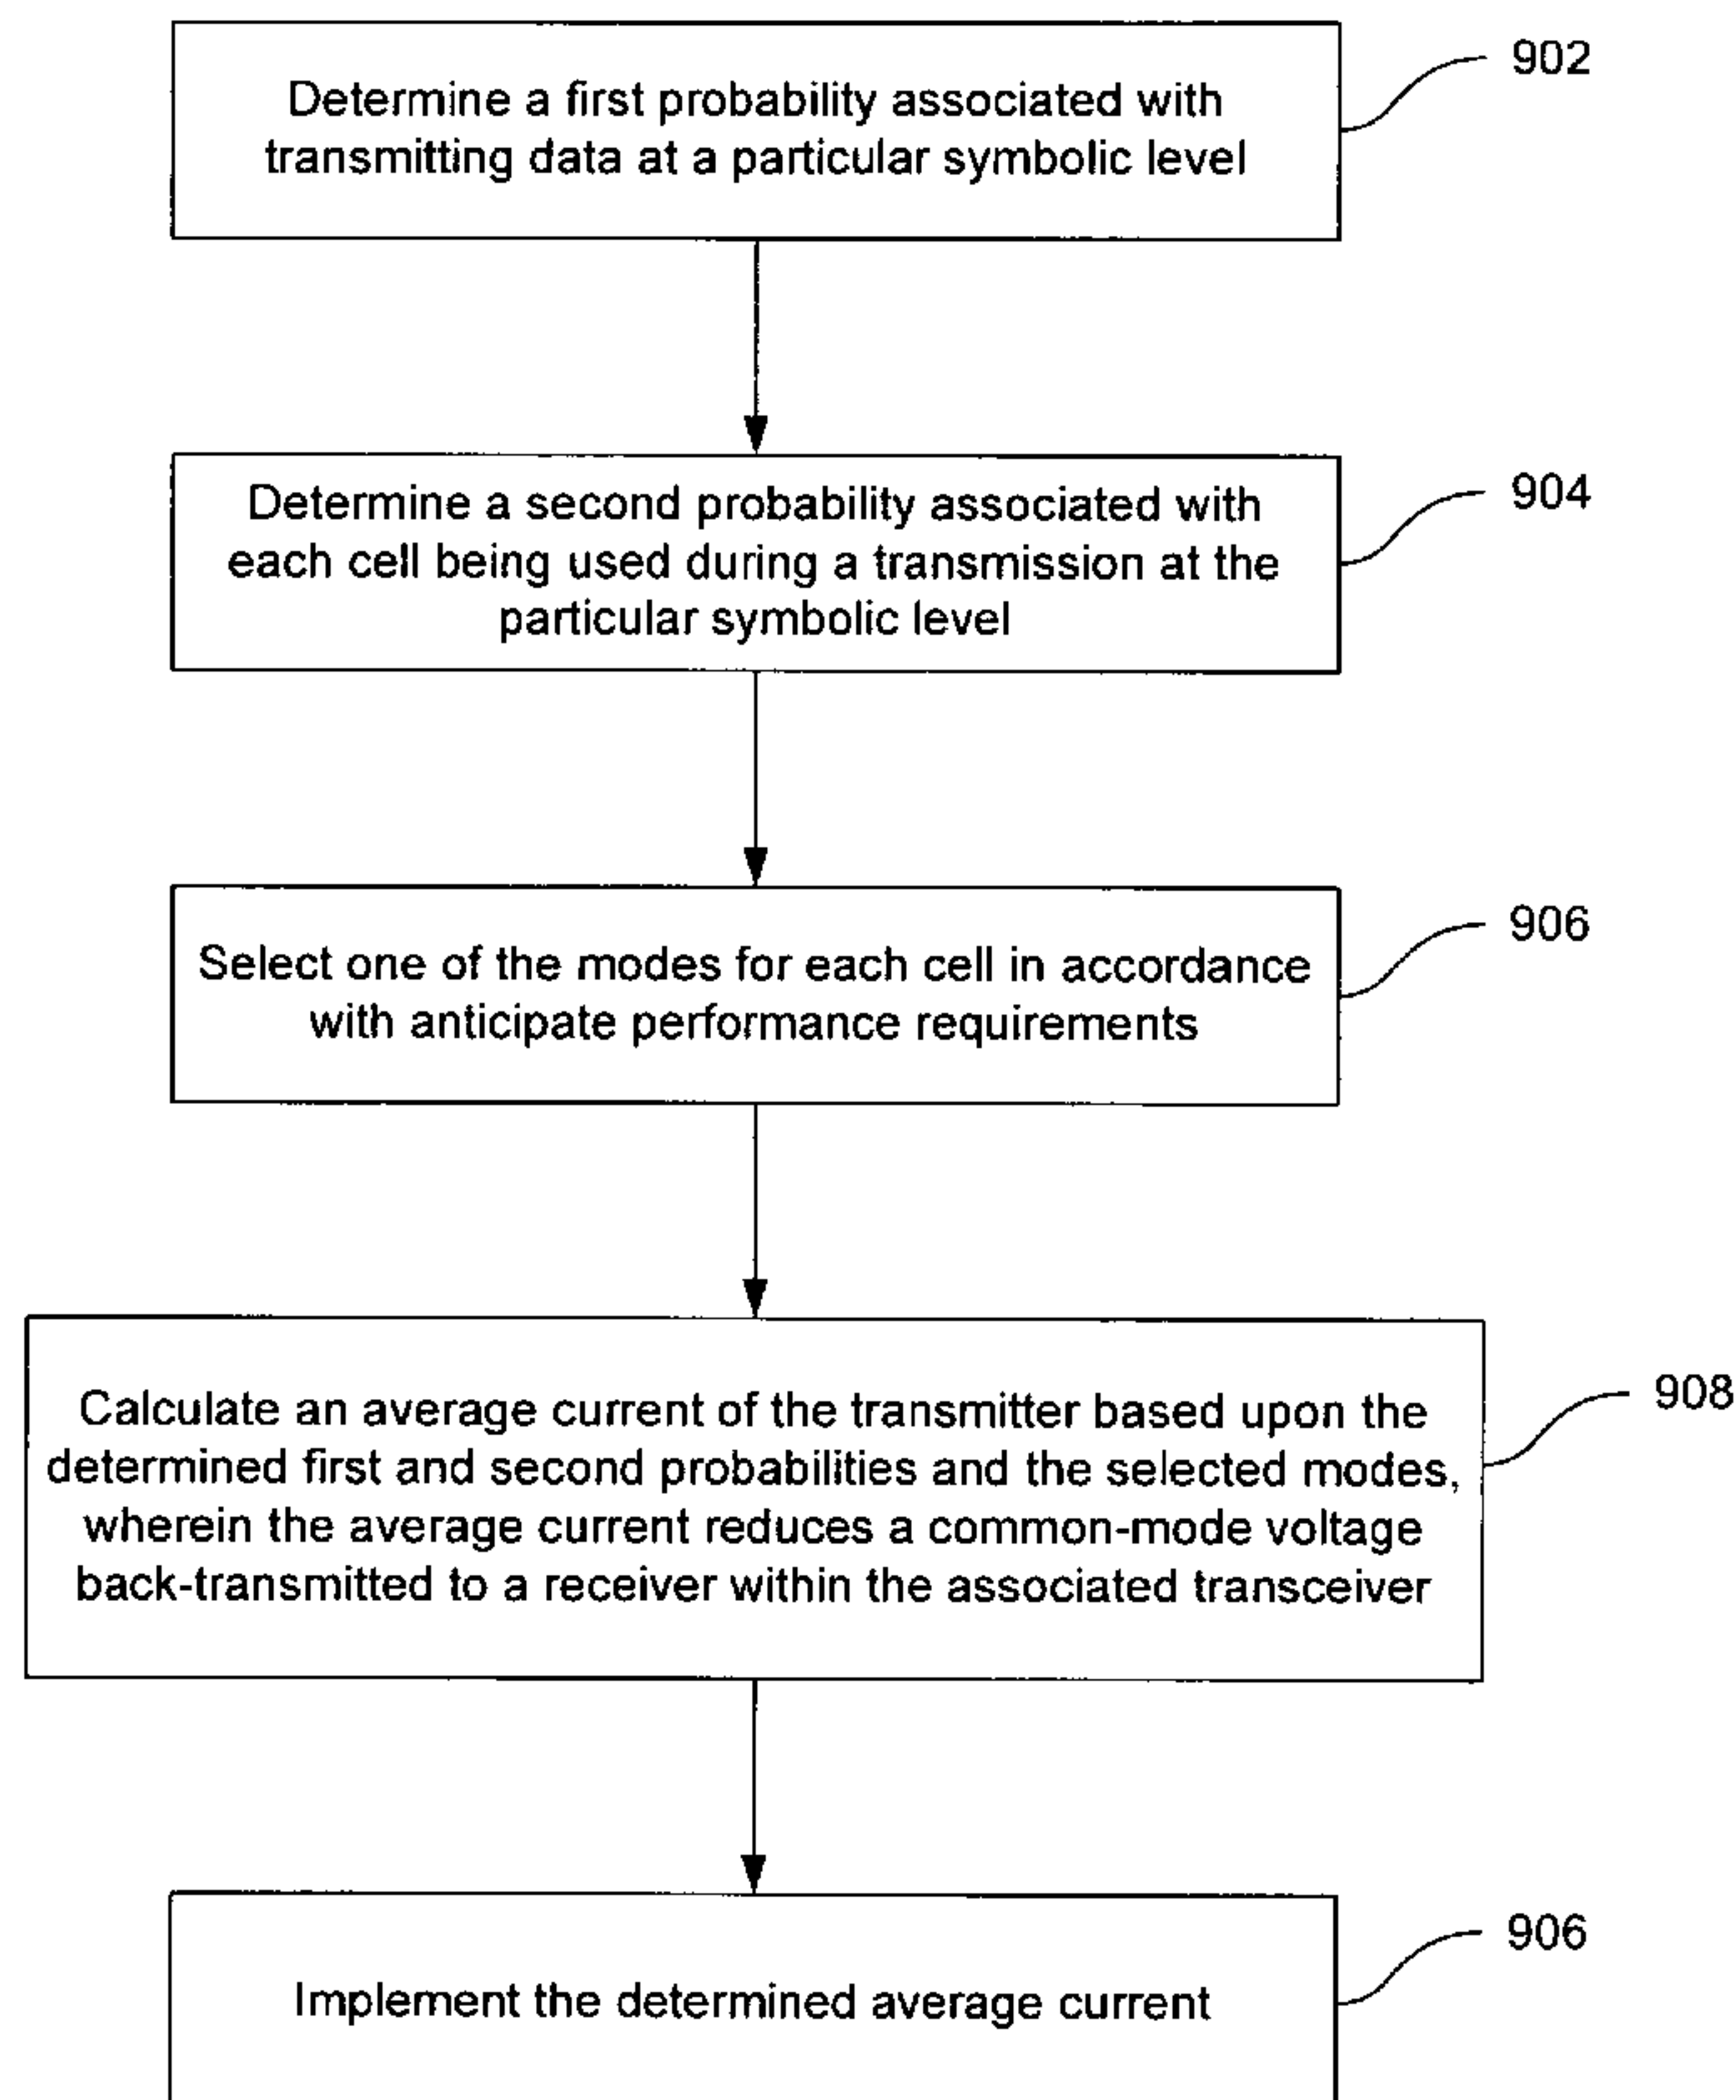 902
Determine a first probability associated with
transmitting data at a particular symbolic level
904
Determine a second probability associated with
each cell being used during a transmission at the
particular symbolic level
906
Select one of the modes for each cell in accordance
with anticipate performance requirements
908
Calculate an average current of the transmitter based upon the
determined first and second probabilities and the selected modes,
wherein the average current reduces a common-mode voltage
back-transmitted to a receiver within the associated transceiver
906
Implement the determined average current